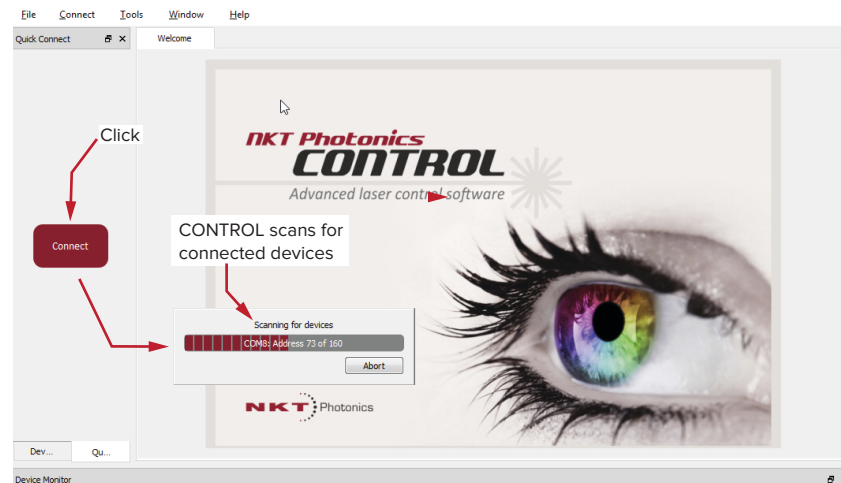 File Connect Tools Window Help
Quick Connect
Welcome
Click
NKT Photonics
CONTROL
Advanced laser control software
Connect
CONTROL scans for
connected devices
Scanning for devices
COM8: Address 73 of 160
Abort
NKT Photonics
Dev... Qu...
Device Monitor